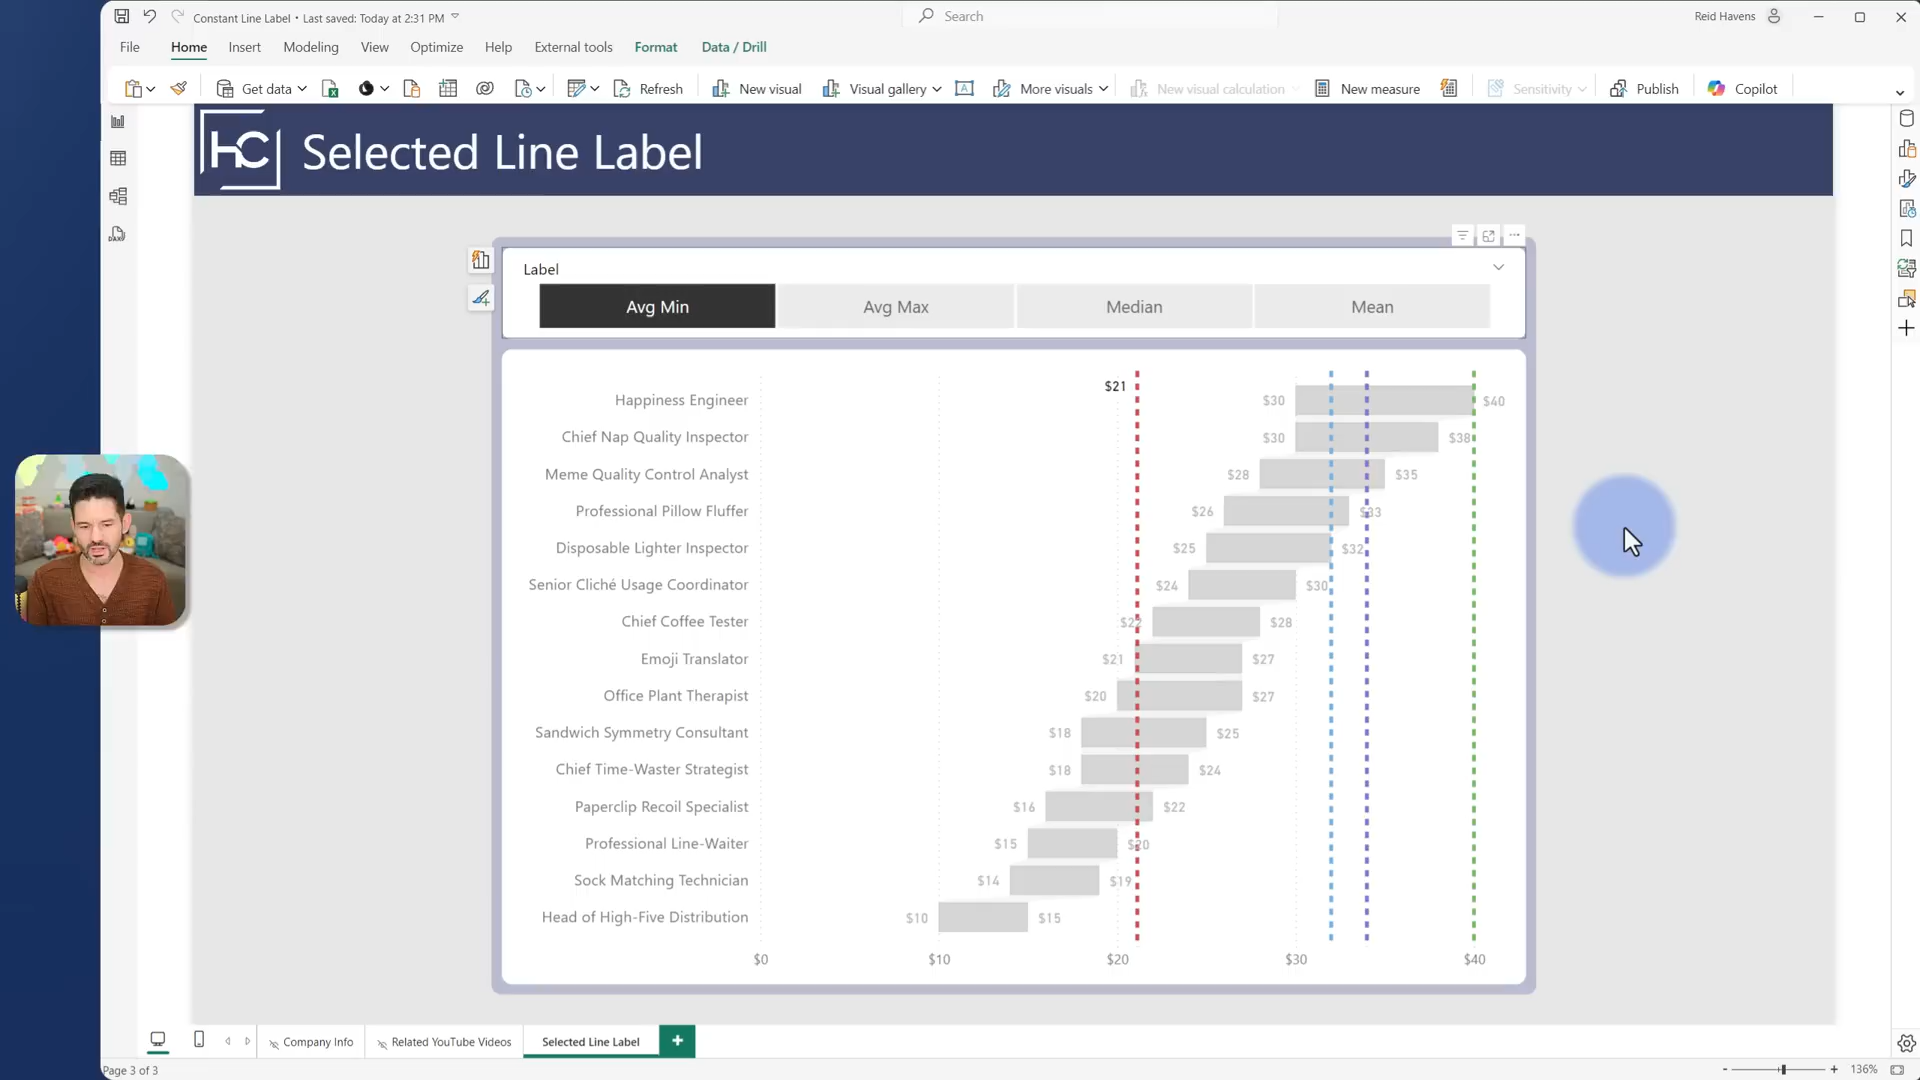 Constant Line Label • Last saved: Today at 2:31 PM
Search
Reid Havens
File
Home
Insert
Modeling
View
Optimize
Help
External tools
Format
Data / Drill
Get data
Refresh
New visual
Visual gallery
More visuals
New visual calculation
New measure
Sensitivity
Publish
Copilot
HC
Selected Line Label
Label
Avg Min
Avg Max
Median
Mean
$21
Happiness Engineer $30 $40
Chief Nap Quality Inspector $30 $38
Meme Quality Control Analyst $28 $35
Professional Pillow Fluffer $26 $33
Disposable Lighter Inspector $25 $32
Senior Cliché Usage Coordinator $24 $30
Chief Coffee Tester $22 $28
Emoji Translator $21 $27
Office Plant Therapist $20 $27
Sandwich Symmetry Consultant $18 $25
Chief Time-Waster Strategist $18 $24
Paperclip Recoil Specialist $16 $22
Professional Line-Waiter $15 $20
Sock Matching Technician $14 $19
Head of High-Five Distribution $10 $15
$0 $10 $20 $30 $40
Company Info
Related YouTube Videos
Selected Line Label
Page 3 of 3
136%